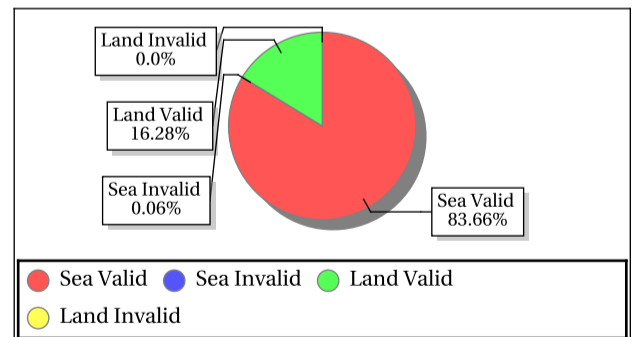 Land Invalid
0.0%
Land Valid
16.28%
Sea Invalid
0.06%
Sea Valid
83.66%
Sea Valid Sea Invalid Land Valid
Land Invalid